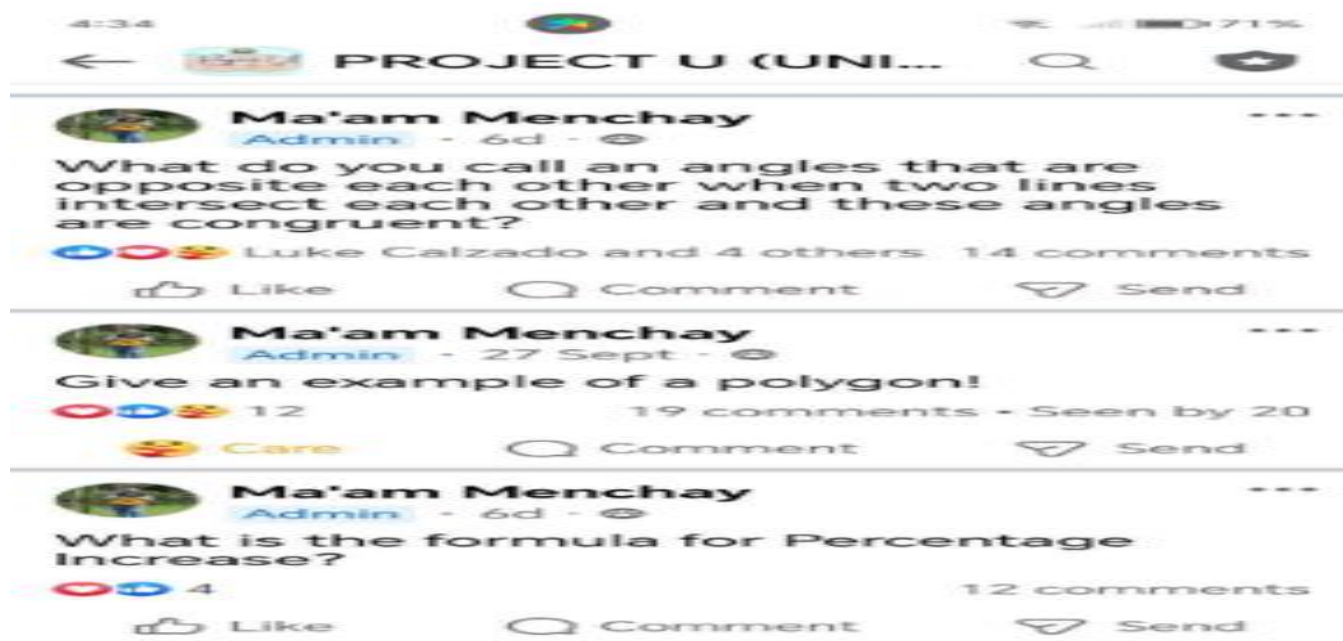 4:34
71%
PROJECT U (UNI...
Ma'am Menchay
Admin · 6d ·
What do you call an angles that are
opposite each other when two lines
intersect each other and these angles
are congruent?
Luke Calzado and 4 others 14 comments
Like Comment Send
Ma'am Menchay
Admin · 27 Sept ·
Give an example of a polygon!
12 19 comments • Seen by 20
Care Comment Send
Ma'am Menchay
Admin · 6d ·
What is the formula for Percentage
Increase?
4 12 comments
Like Comment Send